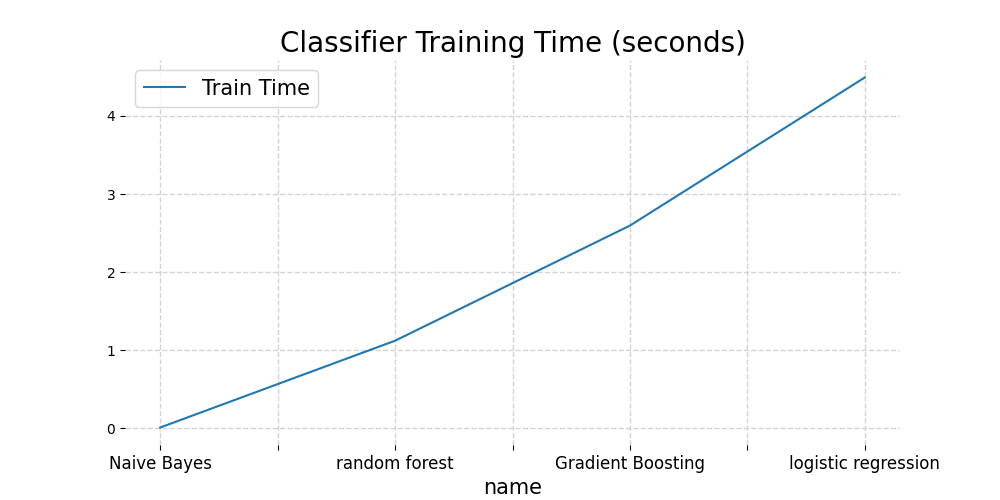 Classifier Training Time (seconds)
Train Time
4
3
2
1
0
Naive Bayes random forest Gradient Boosting logistic regression
name